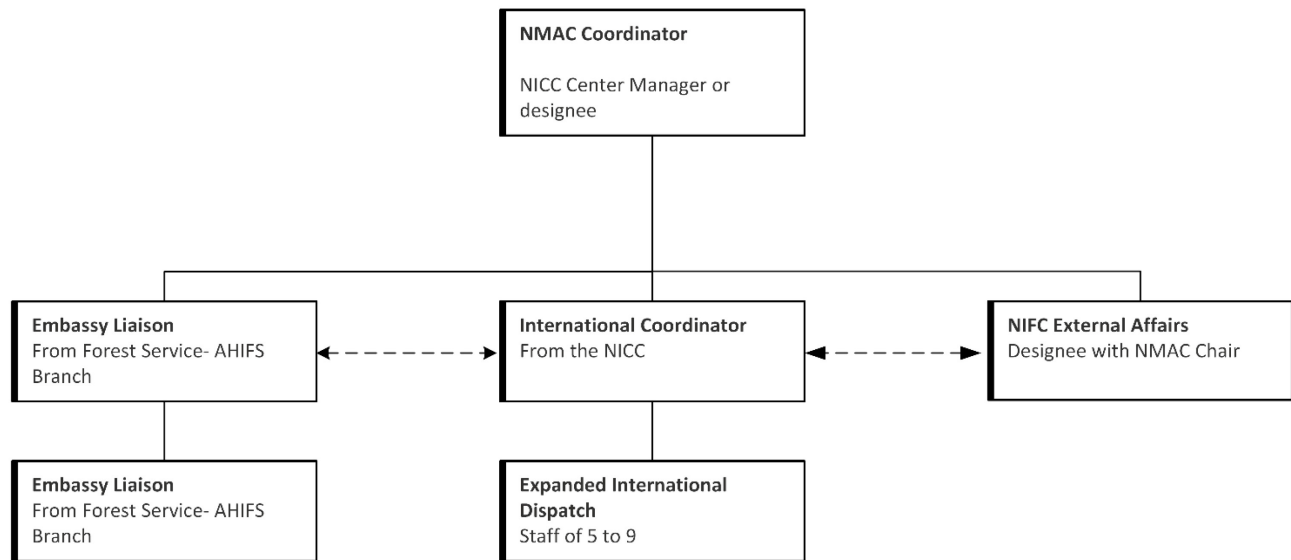 NMAC Coordinator
NICC Center Manager or
designee
Embassy Liaison
From Forest Service- AHIFS
Branch
International Coordinator
From the NICC
NIFC External Affairs
Designee with NMAC Chair
Embassy Liaison
From Forest Service- AHIFS
Branch
Expanded International
Dispatch
Staff of 5 to 9